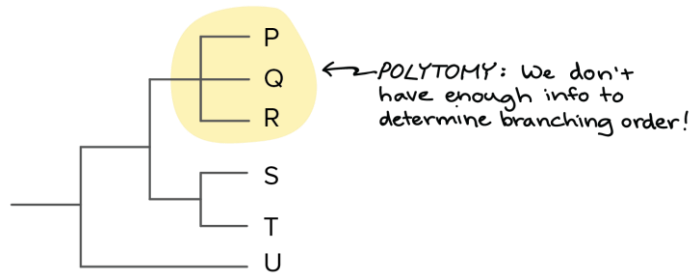 P
Q
R
S
T
U
POLYTOMY: We don't
have enough info to
determine branching order!